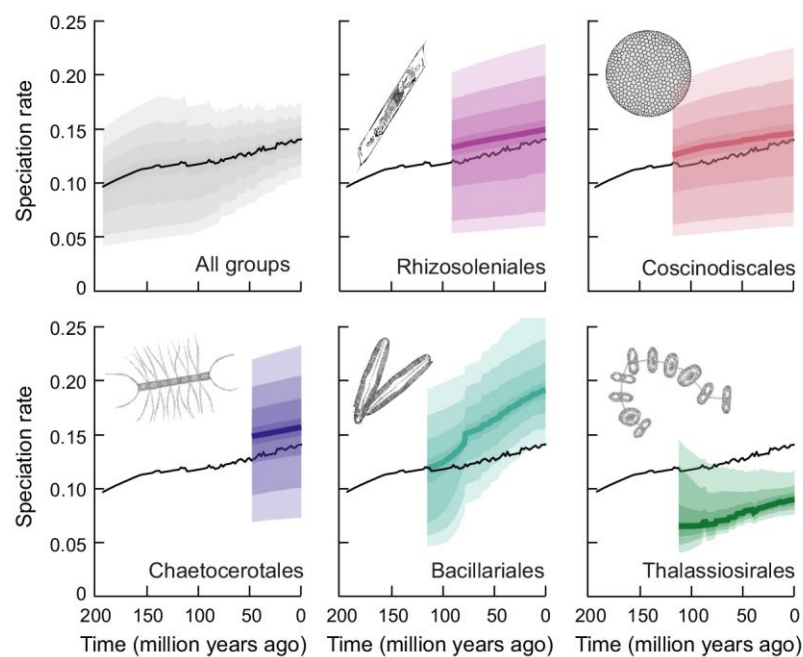 0.25
0.20
0.15
0.10
0.05
0
Speciation rate
All groups
Rhizosoleniales
Coscinodiscales
0.25
0.20
0.15
0.10
0.05
0
Speciation rate
Chaetocerotales
Bacillariales
Thalassiosirales
200 150 100 50 0 200 150 100 50 0 200 150 100 50 0
Time (million years ago) Time (million years ago) Time (million years ago)